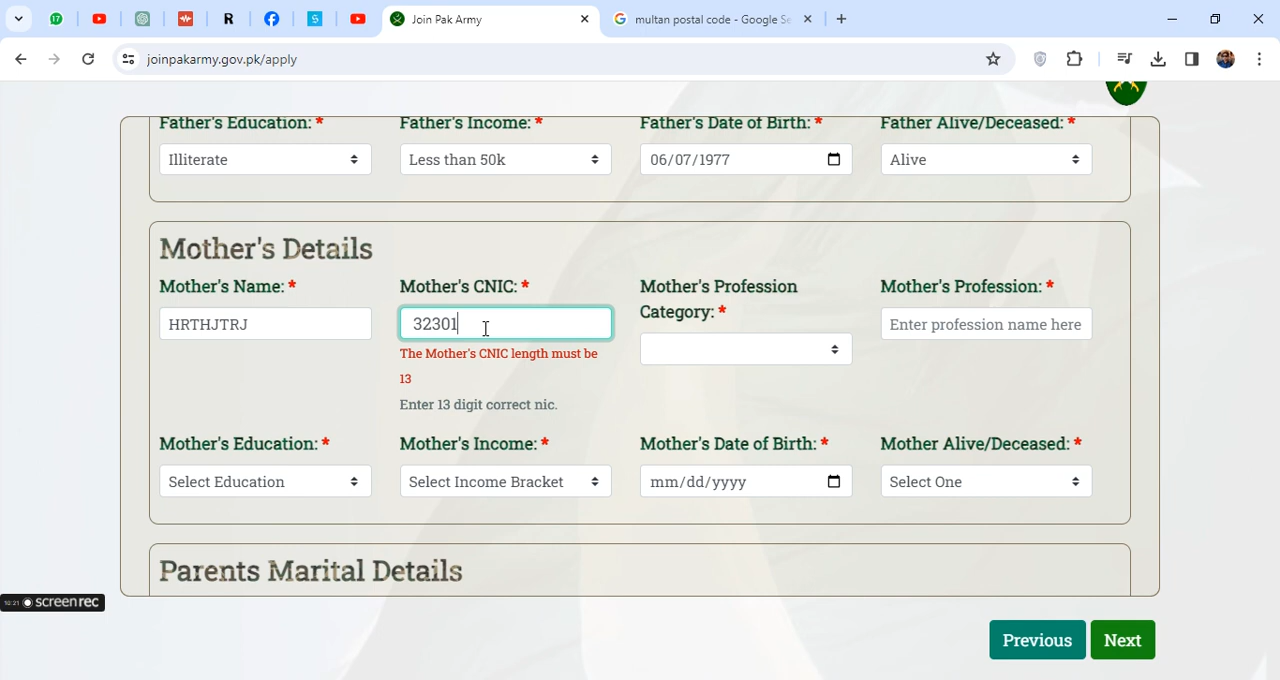 Join Pak Army
multan postal code - Google Se
joinpakarmy.gov.pk/apply
Father's Education: * Father's Income: * Father's Date of Birth: * Father Alive/Deceased: *
Illiterate Less than 50k 06/07/1977 Alive
Mother's Details
Mother's Name: * Mother's CNIC: * Mother's Profession Category: * Mother's Profession: *
HRTHJTRJ 32301 Enter profession name here
The Mother's CNIC length must be
13
Enter 13 digit correct nic.
Mother's Education: * Mother's Income: * Mother's Date of Birth: * Mother Alive/Deceased: *
Select Education Select Income Bracket mm/dd/yyyy Select One
Parents Marital Details
10:21 screenrec
Previous Next